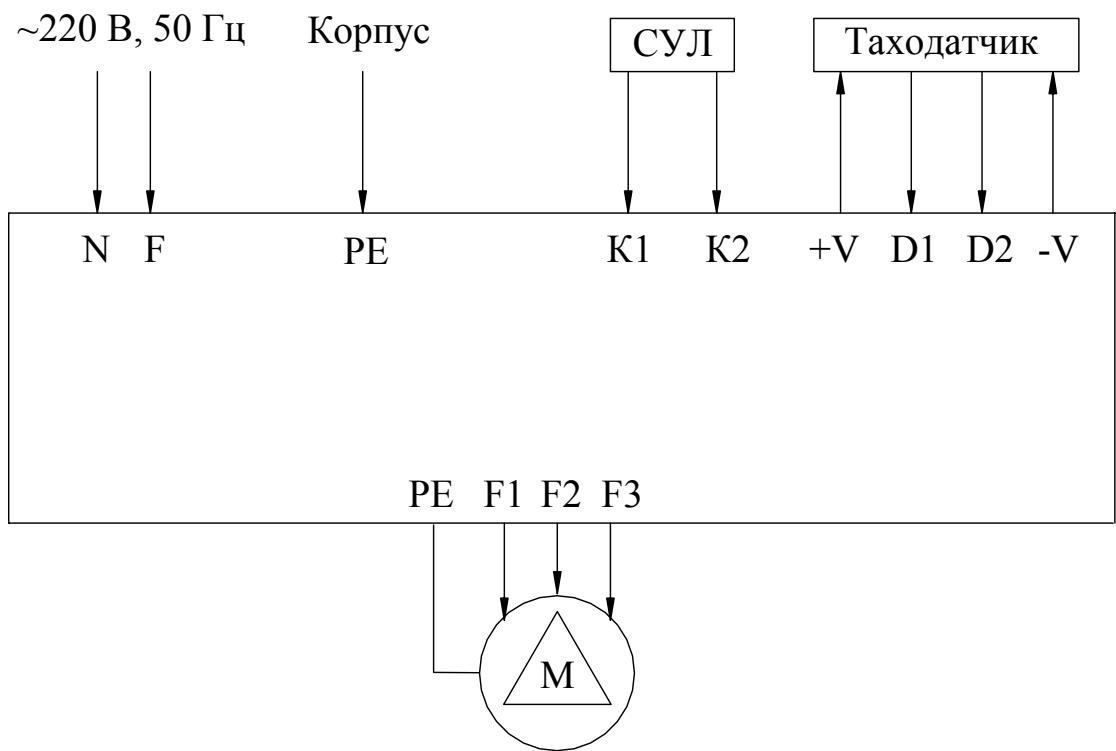 ~220 В, 50 Гц Корпус СУЛ Таходатчик
N F PE К1 К2 +V D1 D2 -V
PE F1 F2 F3
М